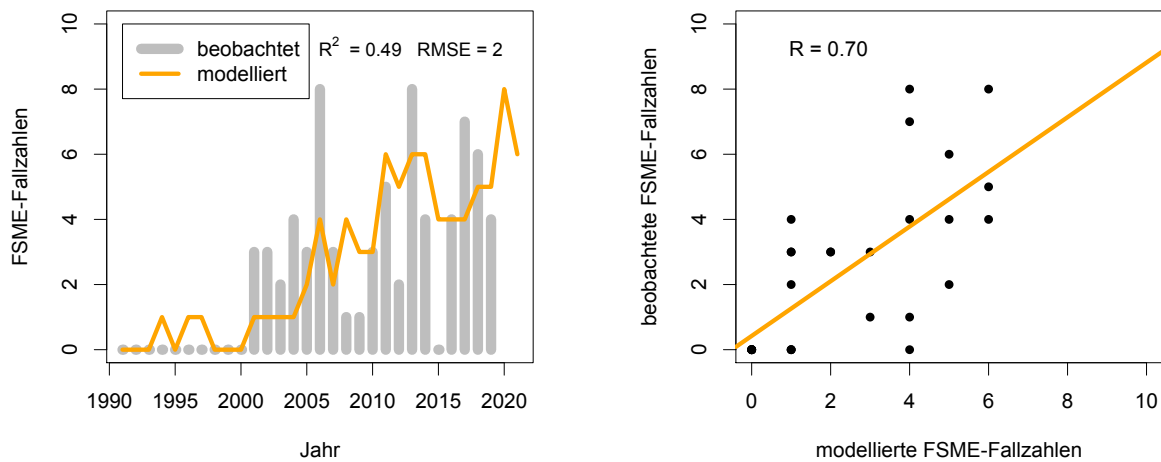 FSME-Fallzahlen
0
2
4
6
8
10
beobachtet
modelliert
R² = 0.49 RMSE = 2
1990 1995 2000 2005 2010 2015 2020
Jahr
beobachtete FSME-Fallzahlen
0
2
4
6
8
10
R = 0.70
0 2 4 6 8 10
modellierte FSME-Fallzahlen